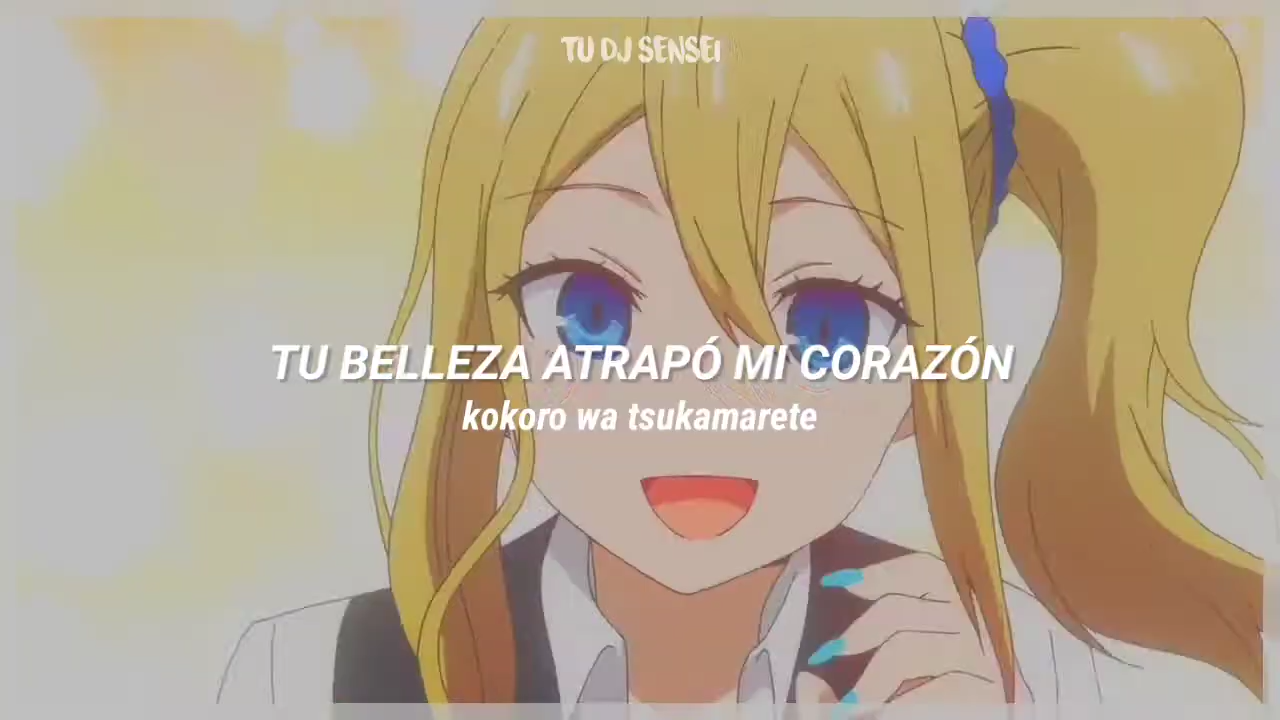 TU DJ SENSEI
TU BELLEZA ATRAPÓ MI CORAZÓN
kokoro wa tsukamarete